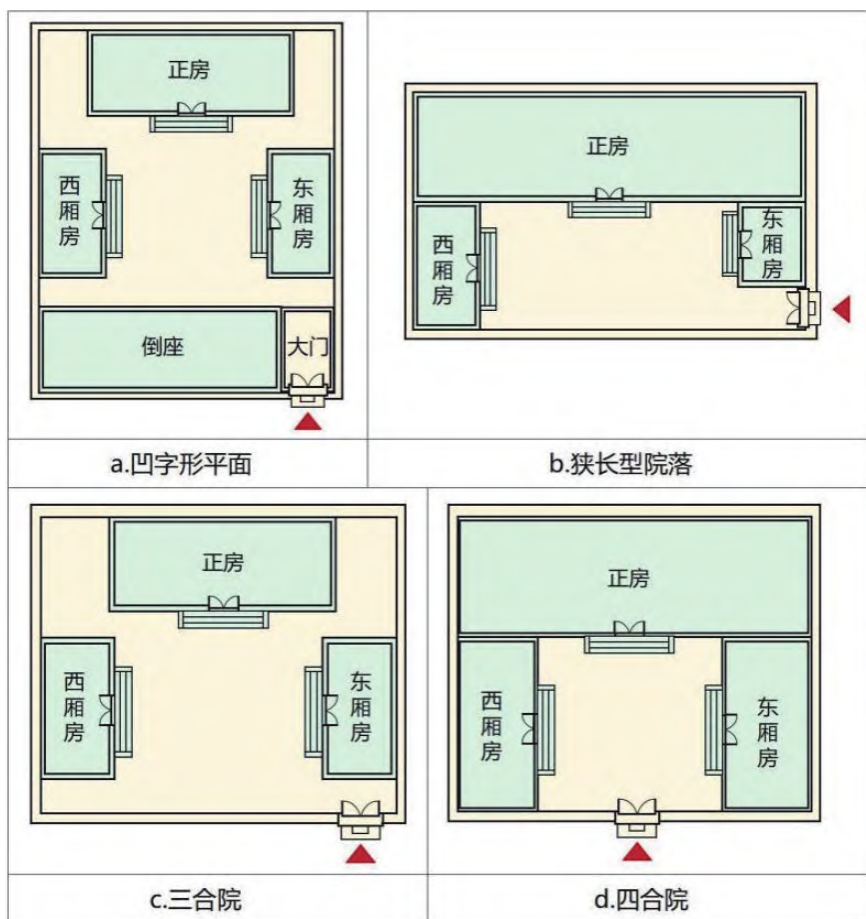 正房
西厢房
东厢房
倒座
大门
a.凹字形平面
正房
西厢房
东厢房
b.狭长型院落
正房
西厢房
东厢房
c.三合院
正房
西厢房
东厢房
d.四合院